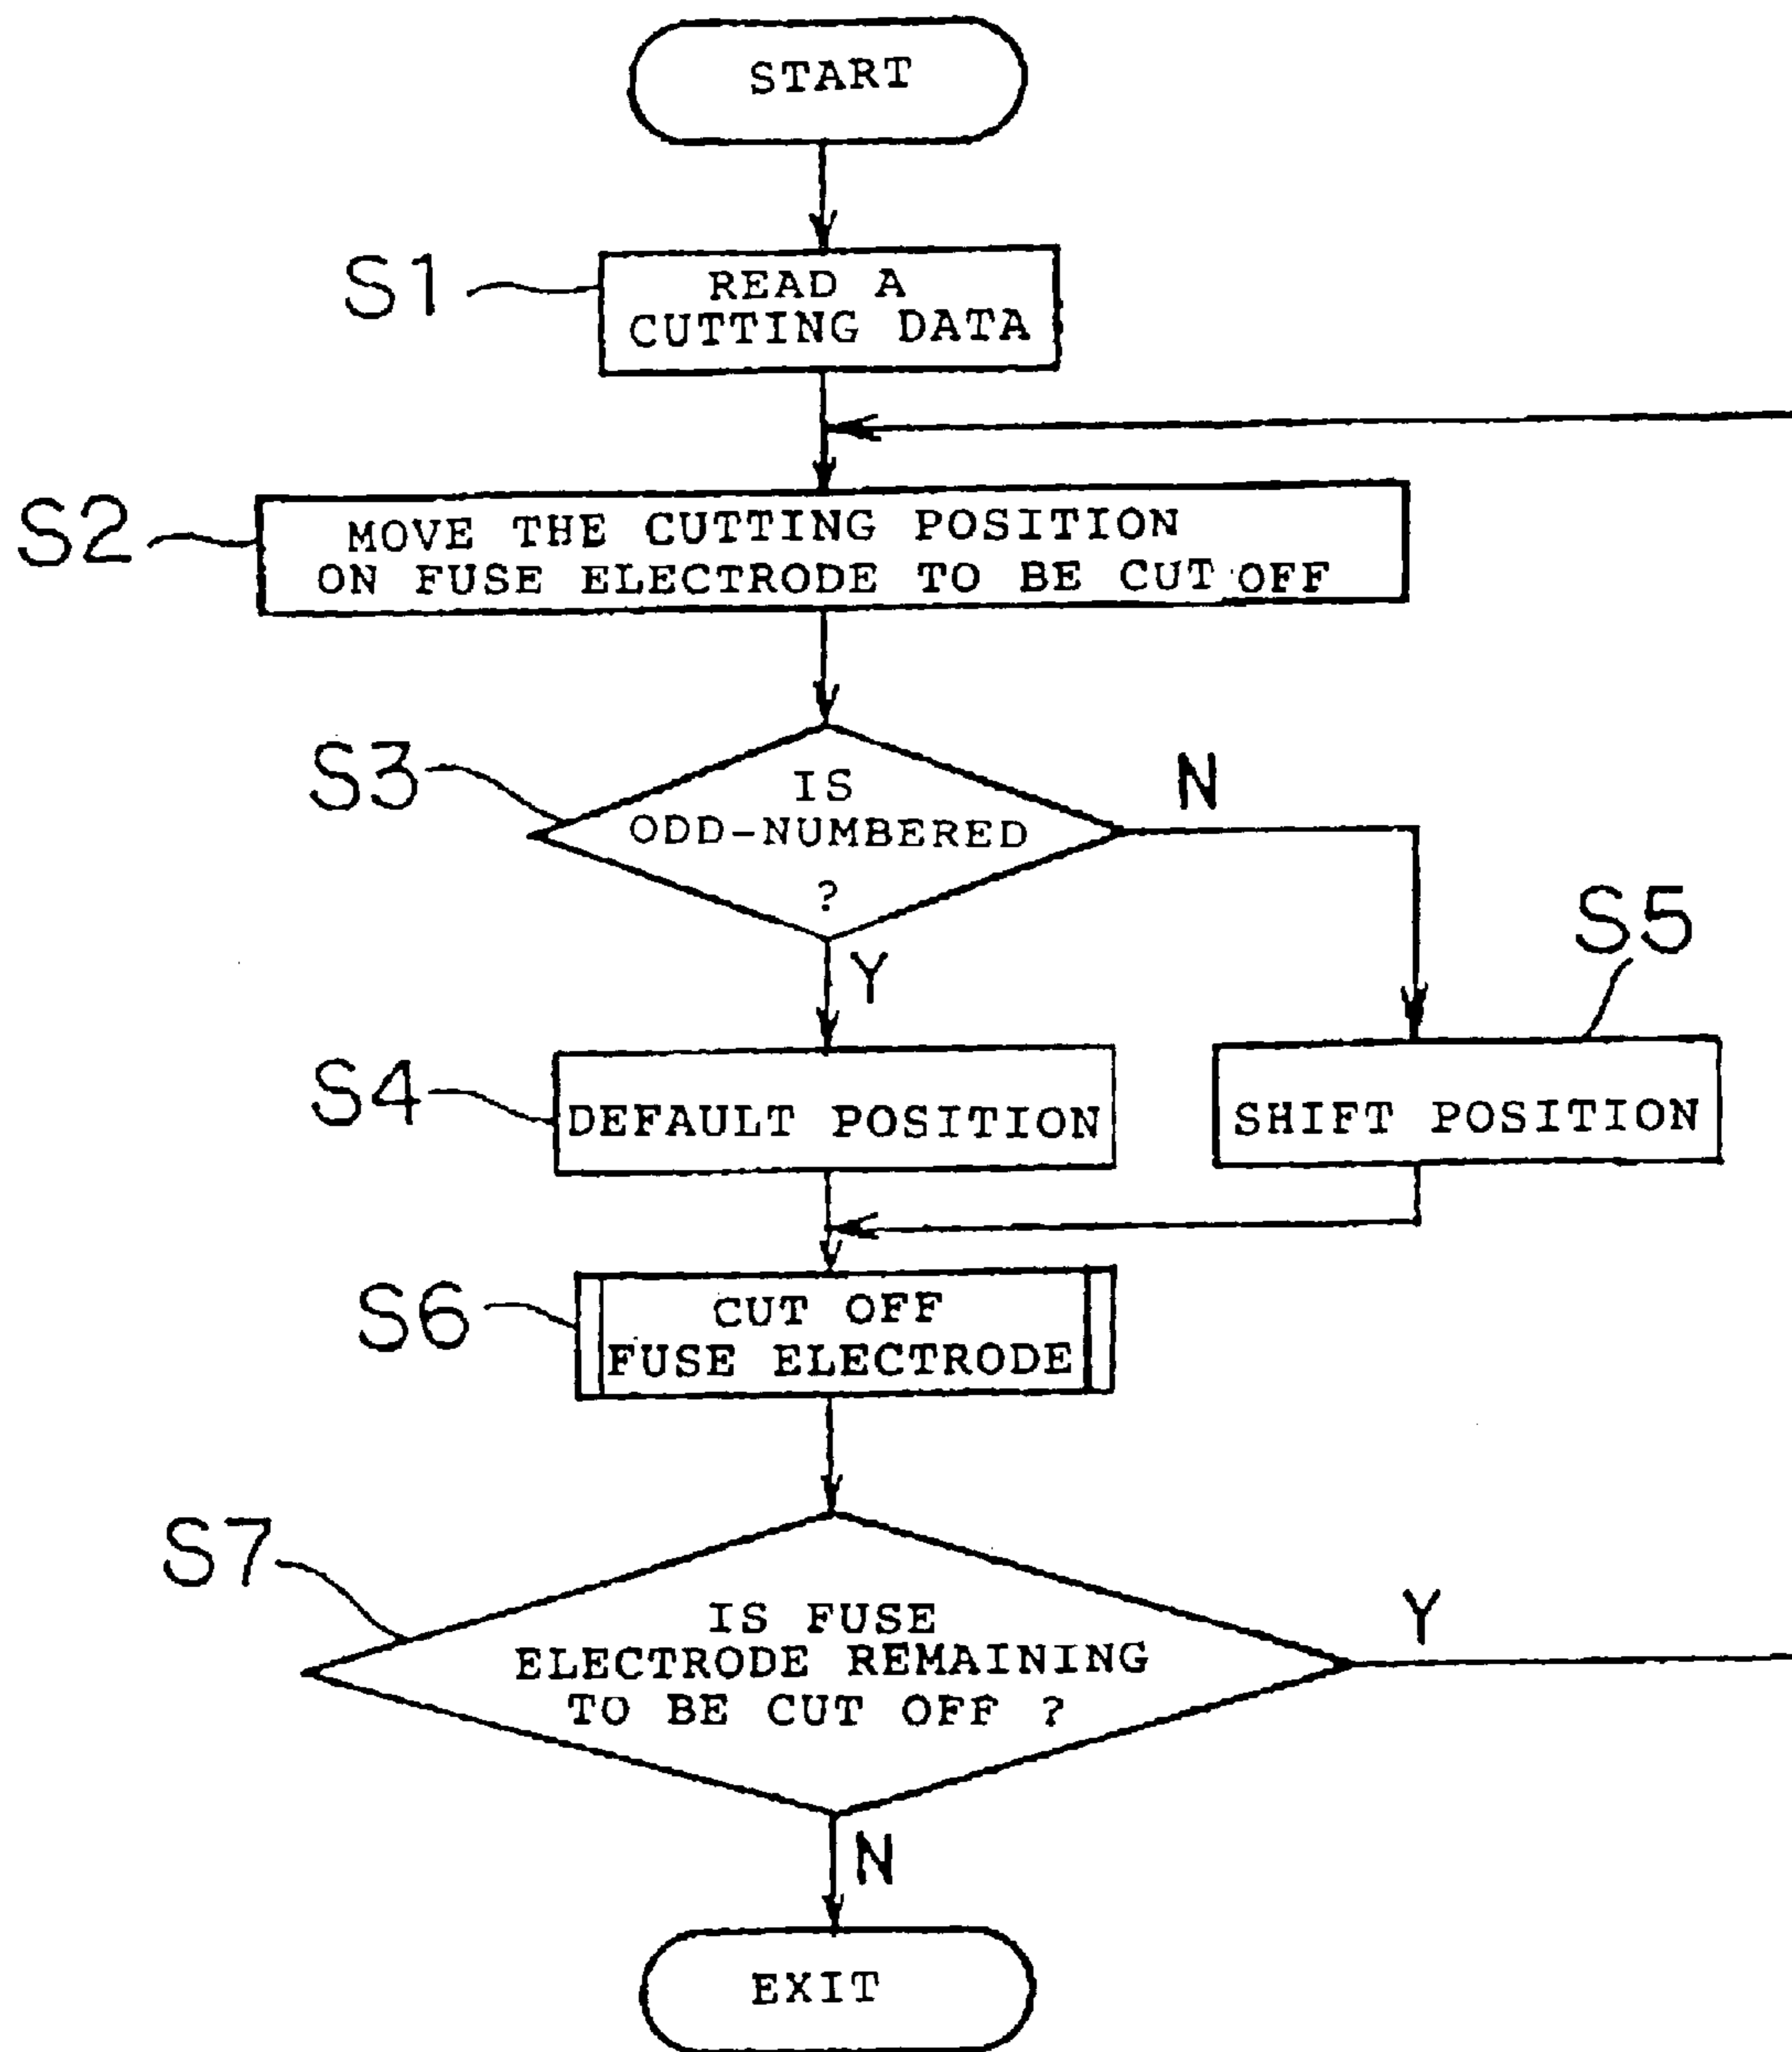 START
S1
READ A
CUTTING DATA
S2
MOVE THE CUTTING POSITION
ON FUSE ELECTRODE TO BE CUT OFF
S3
IS
ODD-NUMBERED
?
N
Y
S5
S4
DEFAULT POSITION
SHIFT POSITION
S6
CUT OFF
FUSE ELECTRODE
S7
IS FUSE
ELECTRODE REMAINING
TO BE CUT OFF ?
Y
N
EXIT